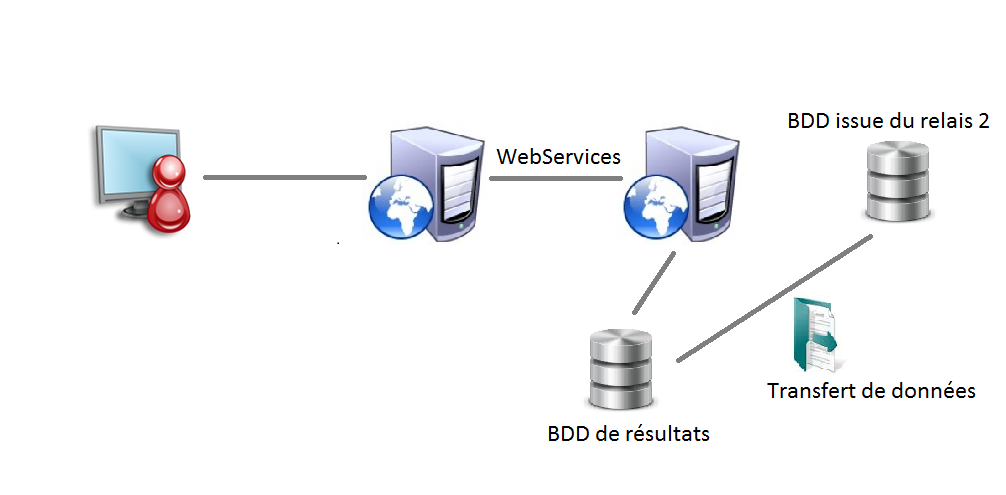 BDD issue du relais 2
WebServices
Transfert de données
BDD de résultats